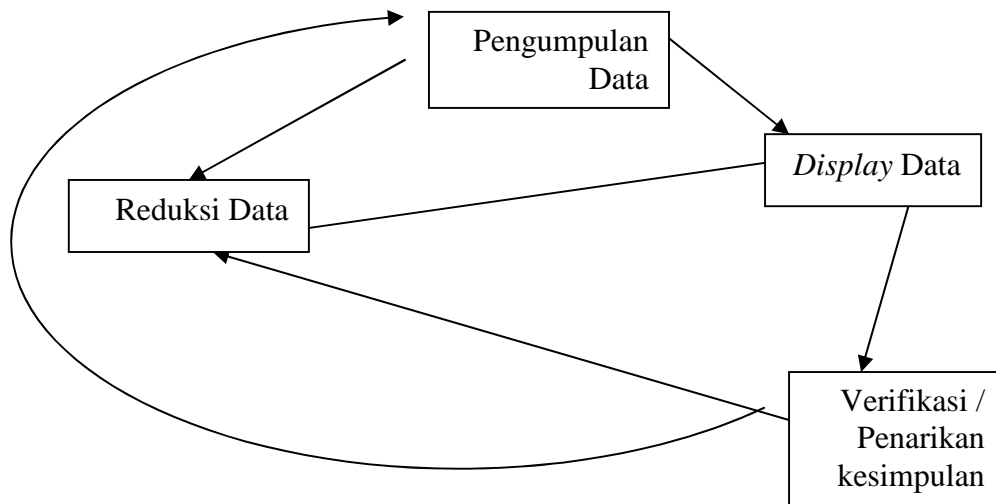 Pengumpulan
Data
Display Data
Reduksi Data
Verifikasi /
Penarikan
kesimpulan